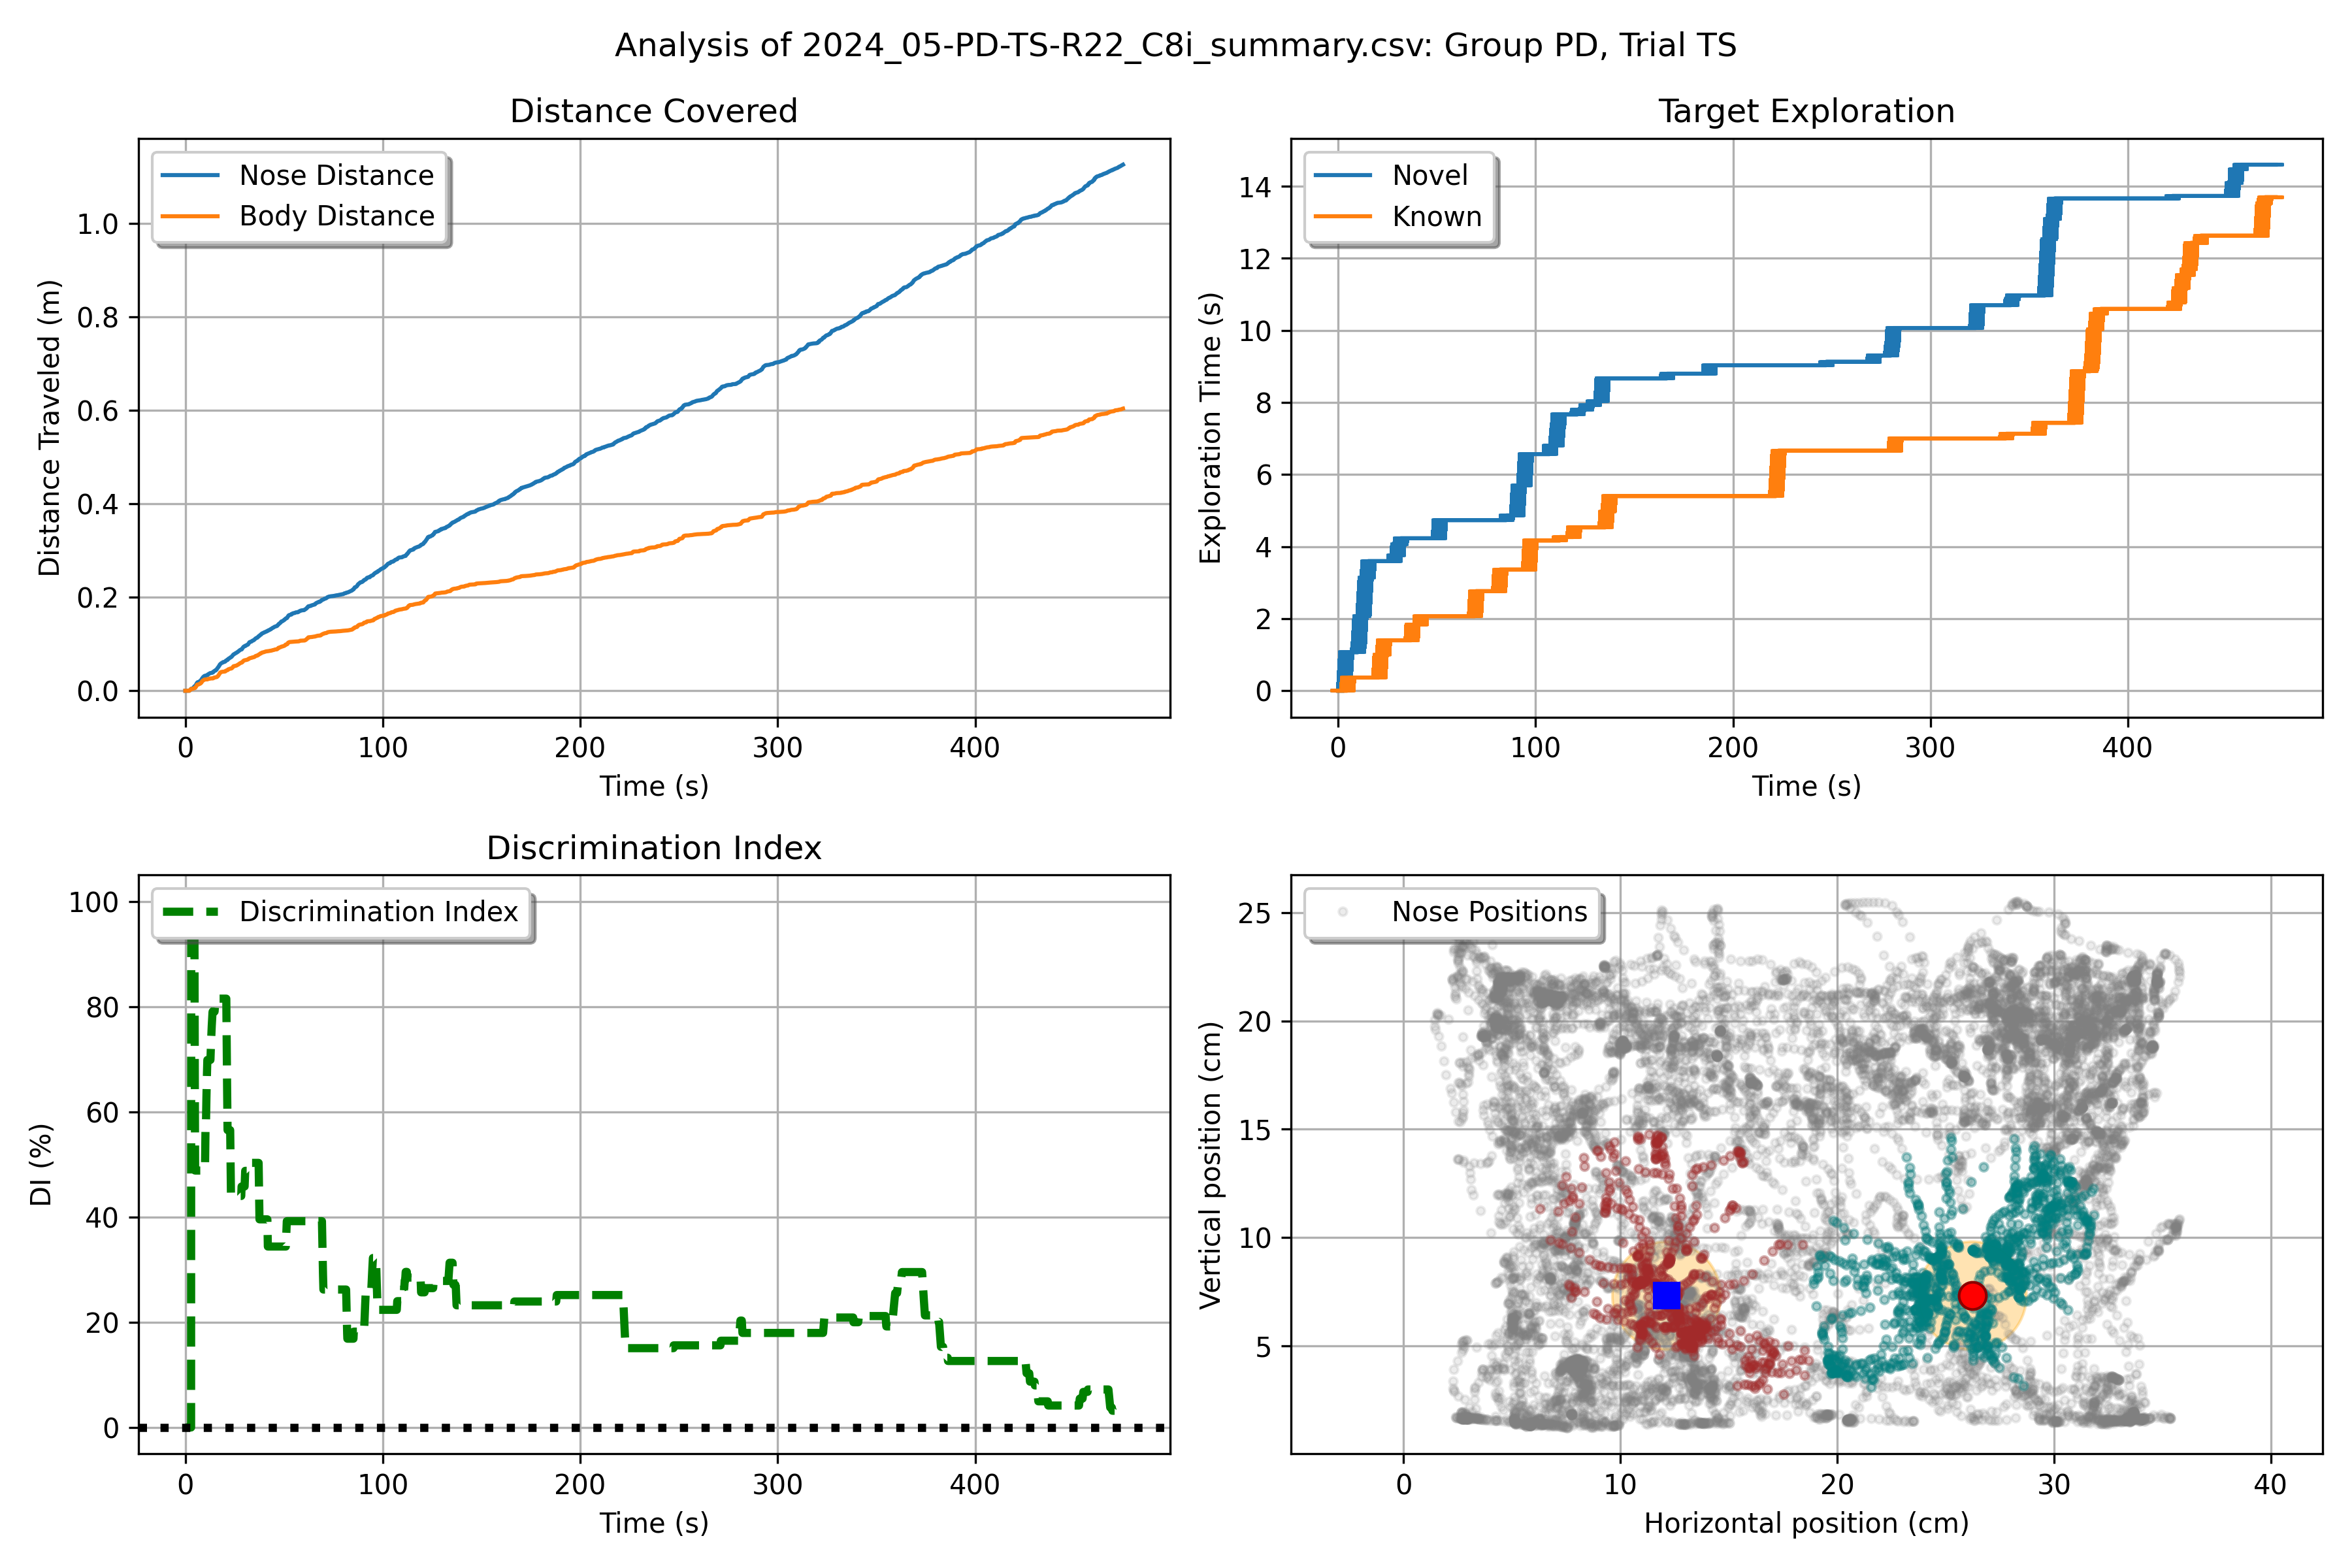 Analysis of 2024_05-PD-TS-R22_C8i_summary.csv: Group PD, Trial TS
Distance Covered
Nose Distance
Body Distance
Distance Traveled (m)
1.0
0.8
0.6
0.4
0.2
0.0
0 100 200 300 400
Time (s)
Target Exploration
Novel
Known
Exploration Time (s)
14
12
10
8
6
4
2
0
0 100 200 300 400
Time (s)
Discrimination Index
Discrimination Index
DI (%)
100
80
60
40
20
0
0 100 200 300 400
Time (s)
Nose Positions
Vertical position (cm)
25
20
15
10
5
0 10 20 30 40
Horizontal position (cm)